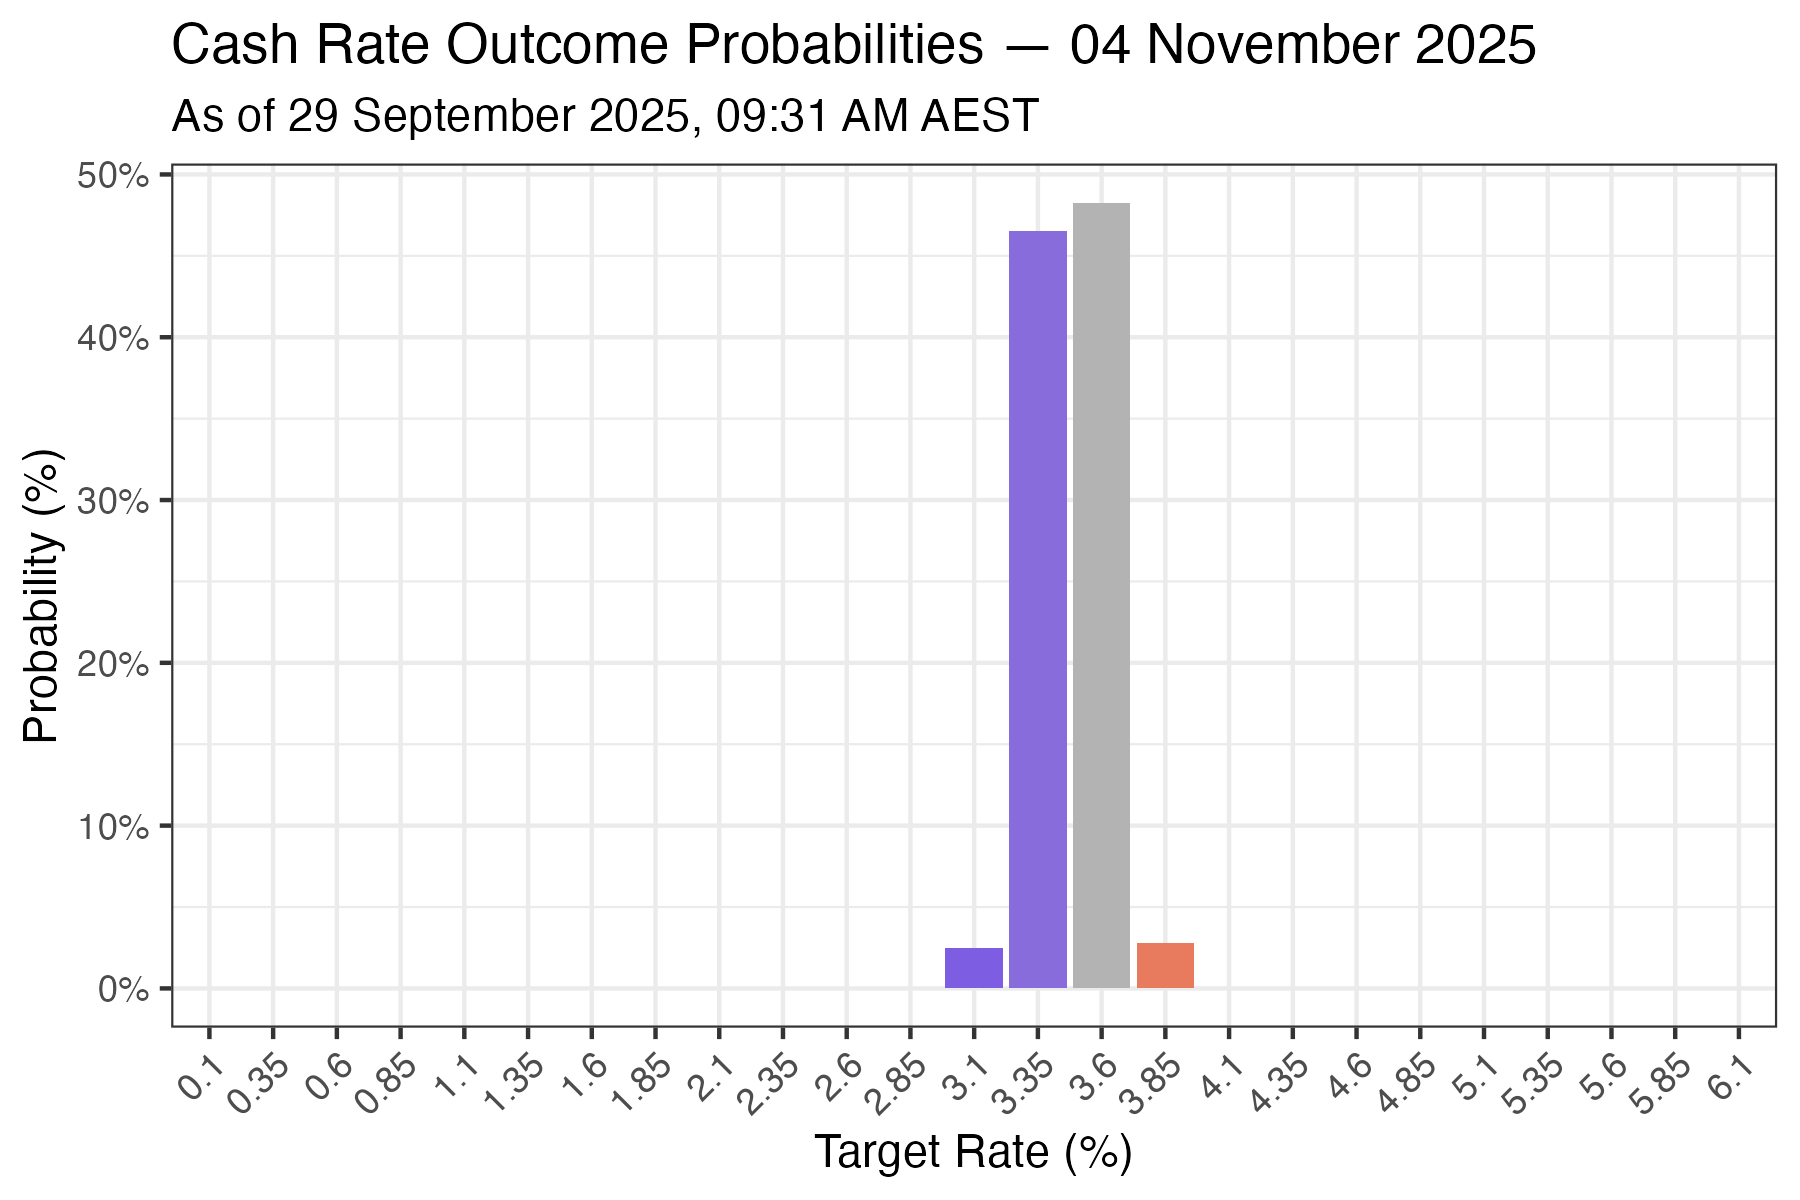 Cash Rate Outcome Probabilities — 04 November 2025
As of 29 September 2025, 09:31 AM AEST
Probability (%)
50%
40%
30%
20%
10%
0%
0.1 0.35 0.6 0.85 1.1 1.35 1.6 1.85 2.1 2.35 2.6 2.85 3.1 3.35 3.6 3.85 4.1 4.35 4.6 4.85 5.1 5.35 5.6 5.85 6.1
Target Rate (%)